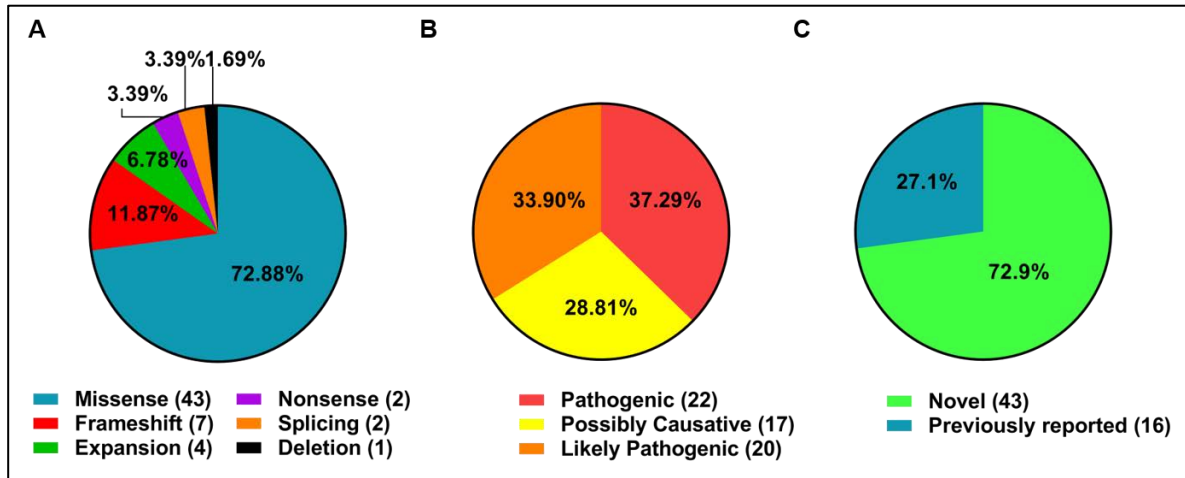 A
B
C
3.39% 1.69%
3.39%
6.78%
11.87%
72.88%
33.90% 37.29%
28.81%
27.1%
72.9%
Missense (43) Nonsense (2)
Frameshift (7) Splicing (2)
Expansion (4) Deletion (1)
Pathogenic (22)
Possibly Causative (17)
Likely Pathogenic (20)
Novel (43)
Previously reported (16)